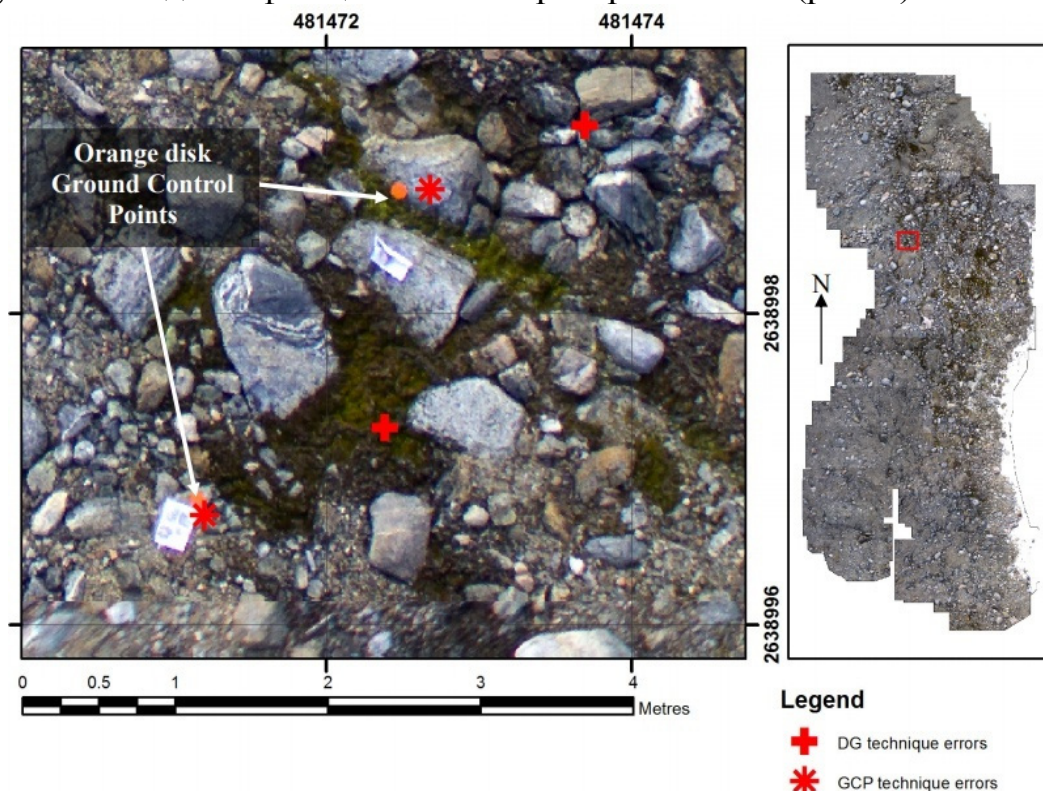 481472
481474
Orange disk
Ground Control
Points
2638998
2638996
N
0 0.5 1 2 3 4
Metres
Legend
DG technique errors
GCP technique errors